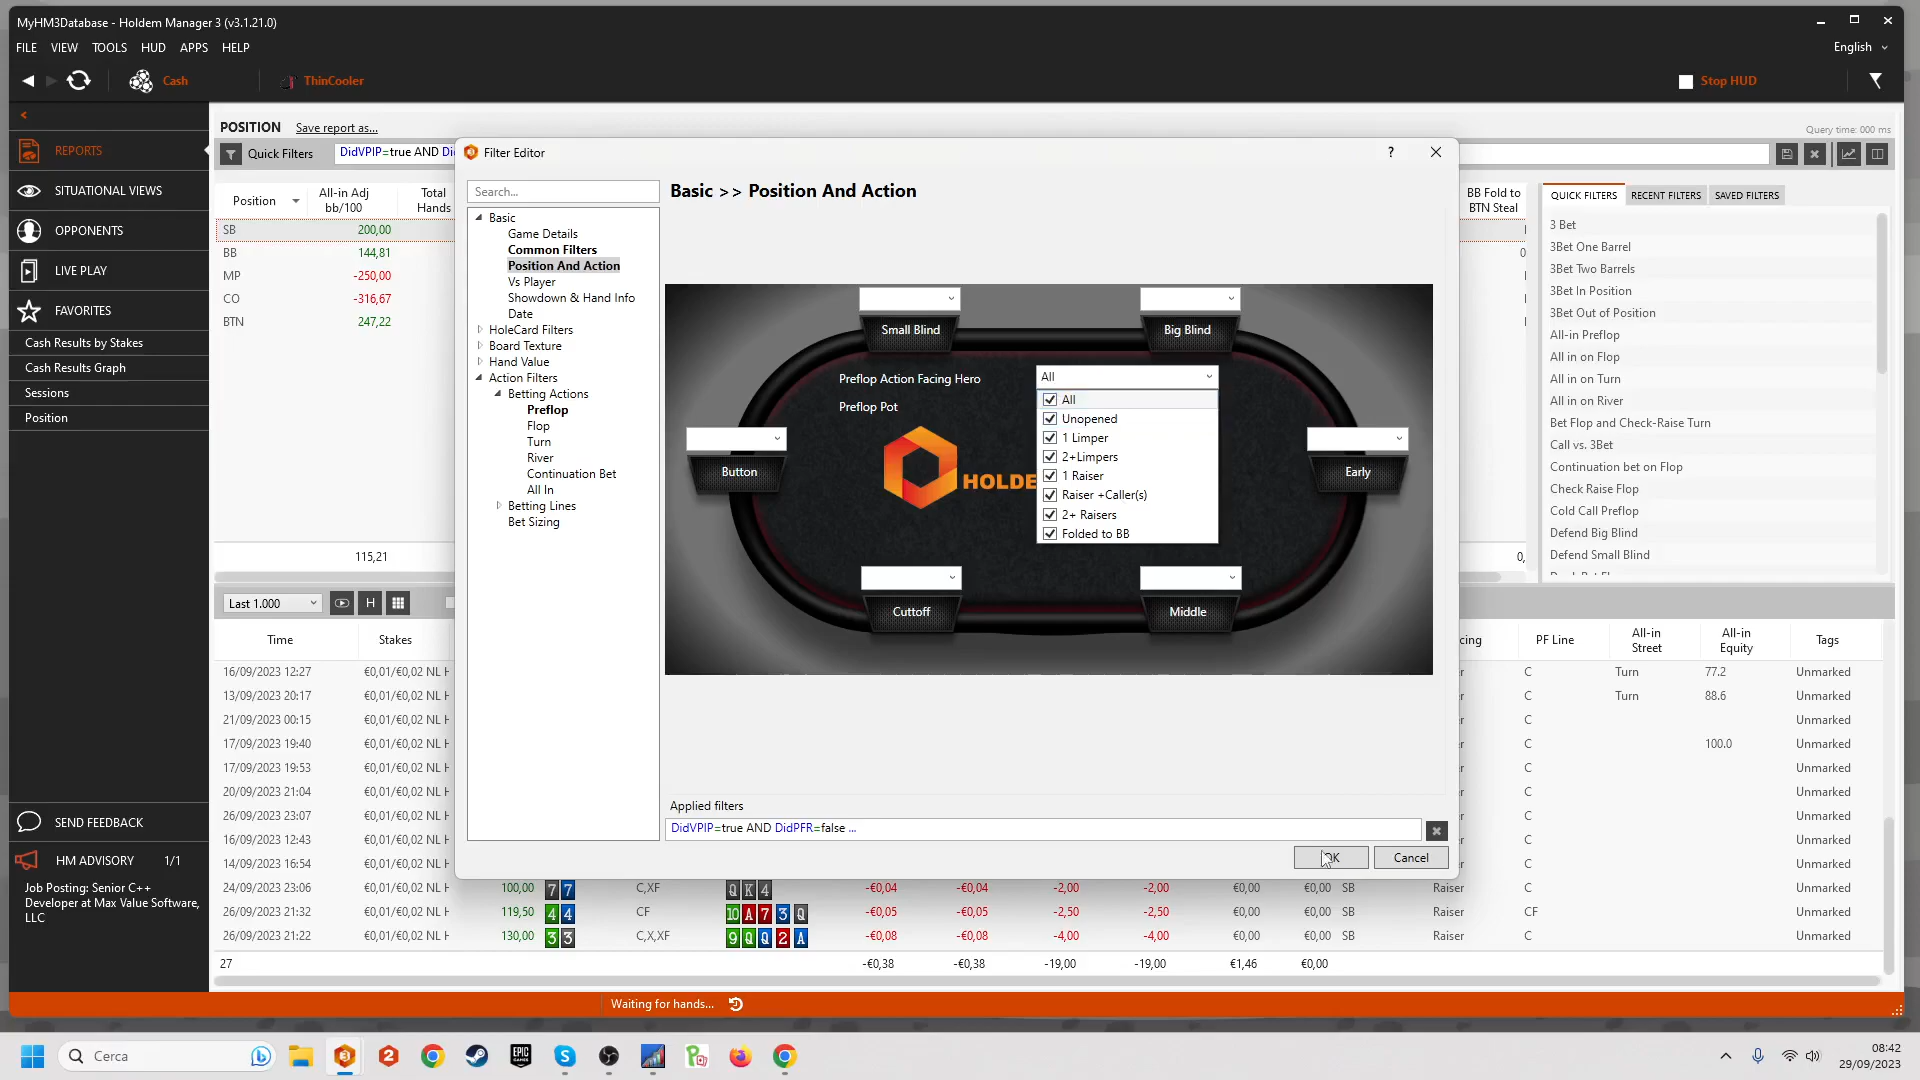 MyHM3Database - Holdem Manager 3 (v3.1.21.0)
FILE VIEW TOOLS HUD APPS HELP
English
Cash
ThinCooler
Stop HUD
REPORTS
SITUATIONAL VIEWS
OPPONENTS
LIVE PLAY
FAVORITES
Cash Results by Stakes
Cash Results Graph
Sessions
Position
SEND FEEDBACK
HM ADVISORY 1/1
Job Posting: Senior C++
Developer at Max Value Software,
LLC
POSITION Save report as...
Query time: 000 ms
Quick Filters DidVPIP=true AND Di
Position All-in Adj bb/100 Total Hands
SB 200,00
BB 144,81
MP -250,00
CO -316,67
BTN 247,22
115,21
BB Fold to
BTN Steal
0,
Filter Editor
?
Search...
Basic
Game Details
Common Filters
Position And Action
Vs Player
Showdown & Hand Info
Date
HoleCard Filters
Board Texture
Hand Value
Action Filters
Betting Actions
Preflop
Flop
Turn
River
Continuation Bet
All In
Betting Lines
Bet Sizing
Basic >> Position And Action
Small Blind
Big Blind
Preflop Action Facing Hero All
Preflop Pot
All
Unopened
1 Limper
2+Limpers
1 Raiser
Raiser +Caller(s)
2+ Raisers
Folded to BB
Button
HOLDE
Early
Cuttoff
Middle
Applied filters
DidVPIP=true AND DidPFR=false ...
OK Cancel
QUICK FILTERS RECENT FILTERS SAVED FILTERS
3 Bet
3Bet One Barrel
3Bet Two Barrels
3Bet In Position
3Bet Out of Position
All-in Preflop
All in on Flop
All in on Turn
All in on River
Bet Flop and Check-Raise Turn
Call vs. 3Bet
Continuation bet on Flop
Check Raise Flop
Cold Call Preflop
Defend Big Blind
Defend Small Blind
Last 1.000 H
Time Stakes cing PF Line All-in Street All-in Equity Tags
16/09/2023 12:27 €0,01/€0,02 NL H r C Turn 77.2 Unmarked
13/09/2023 20:17 €0,01/€0,02 NL H r C Turn 88.6 Unmarked
21/09/2023 00:15 €0,01/€0,02 NL H r C Unmarked
17/09/2023 19:40 €0,01/€0,02 NL H r C 100.0 Unmarked
17/09/2023 19:53 €0,01/€0,02 NL H r C Unmarked
20/09/2023 21:04 €0,01/€0,02 NL H r C Unmarked
26/09/2023 23:07 €0,01/€0,02 NL H r C Unmarked
16/09/2023 12:43 €0,01/€0,02 NL H r C Unmarked
14/09/2023 16:54 €0,01/€0,02 NL H r C Unmarked
24/09/2023 23:06 €0,01/€0,02 NL H 100,00 7 7 C,XF Q K 4 -€0,04 -€0,04 -2,00 -2,00 €0,00 €0,00 SB Raiser C Unmarked
26/09/2023 21:32 €0,01/€0,02 NL H 119,50 4 4 CF 10 A 7 3 Q -€0,05 -€0,05 -2,50 -2,50 €0,00 €0,00 SB Raiser CF Unmarked
26/09/2023 21:22 €0,01/€0,02 NL H 130,00 3 3 C,X,XF 9 Q Q 2 A -€0,08 -€0,08 -4,00 -4,00 €0,00 €0,00 SB Raiser C Unmarked
27 -€0,38 -€0,38 -19,00 -19,00 €1,46 €0,00
Waiting for hands...
Cerca
08:42
29/09/2023